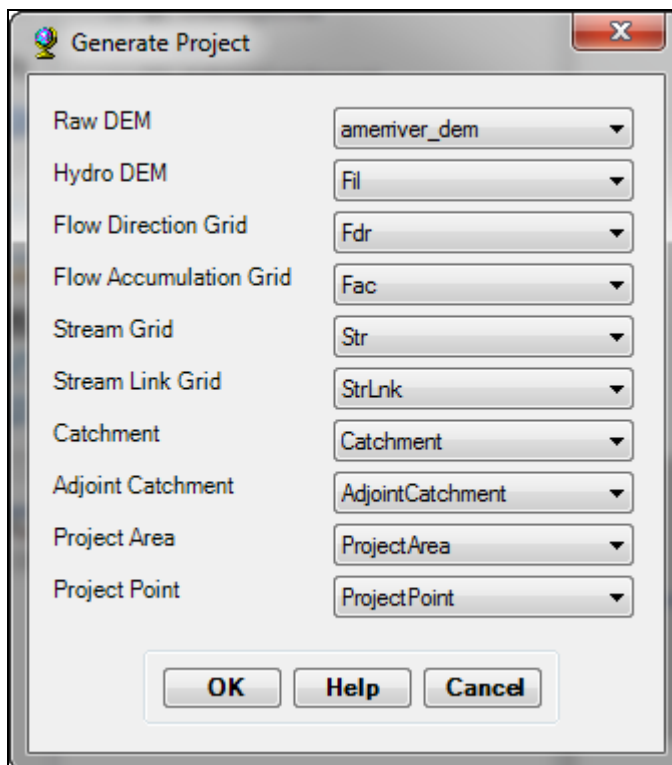 Generate Project
Raw DEM amerriver_dem
Hydro DEM Fil
Flow Direction Grid Fdr
Flow Accumulation Grid Fac
Stream Grid Str
Stream Link Grid StrLnk
Catchment Catchment
Adjoint Catchment AdjointCatchment
Project Area ProjectArea
Project Point ProjectPoint
OK Help Cancel